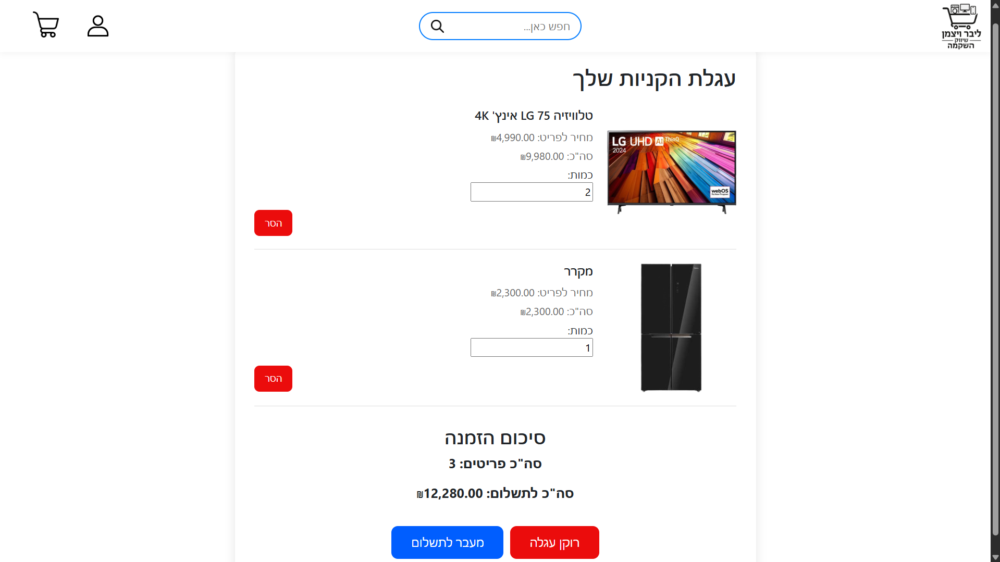 ליבר ויצמן
שיווק
השקמה
חפש כאן...
עגלת הקניות שלך
טלוויזיה LG 75 אינץ' 4K
מחיר לפריט: 4,990.00₪
סה"כ: 9,980.00₪
כמות:
2
הסר
LG UHD AI ThinQ
2024
webOS
Re:New Program
מקרר
מחיר לפריט: 2,300.00₪
סה"כ: 2,300.00₪
כמות:
1
הסר
סיכום הזמנה
סה"כ פריטים: 3
סה"כ לתשלום: 12,280.00₪
רוקן עגלה
מעבר לתשלום